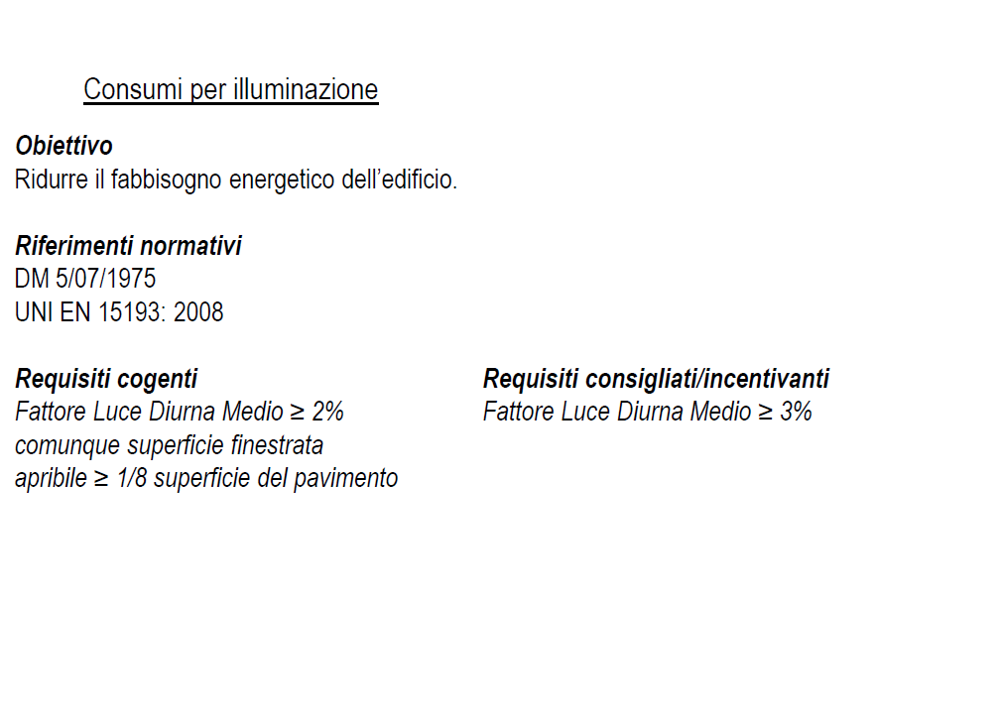 Consumi per illuminazione
Obiettivo
Ridurre il fabbisogno energetico dell’edificio.
Riferimenti normativi
DM 5/07/1975
UNI EN 15193: 2008
Requisiti cogenti
Fattore Luce Diurna Medio ≥ 2%
comunque superficie finestrata
apribile ≥ 1/8 superficie del pavimento
Requisiti consigliati/incentivanti
Fattore Luce Diurna Medio ≥ 3%